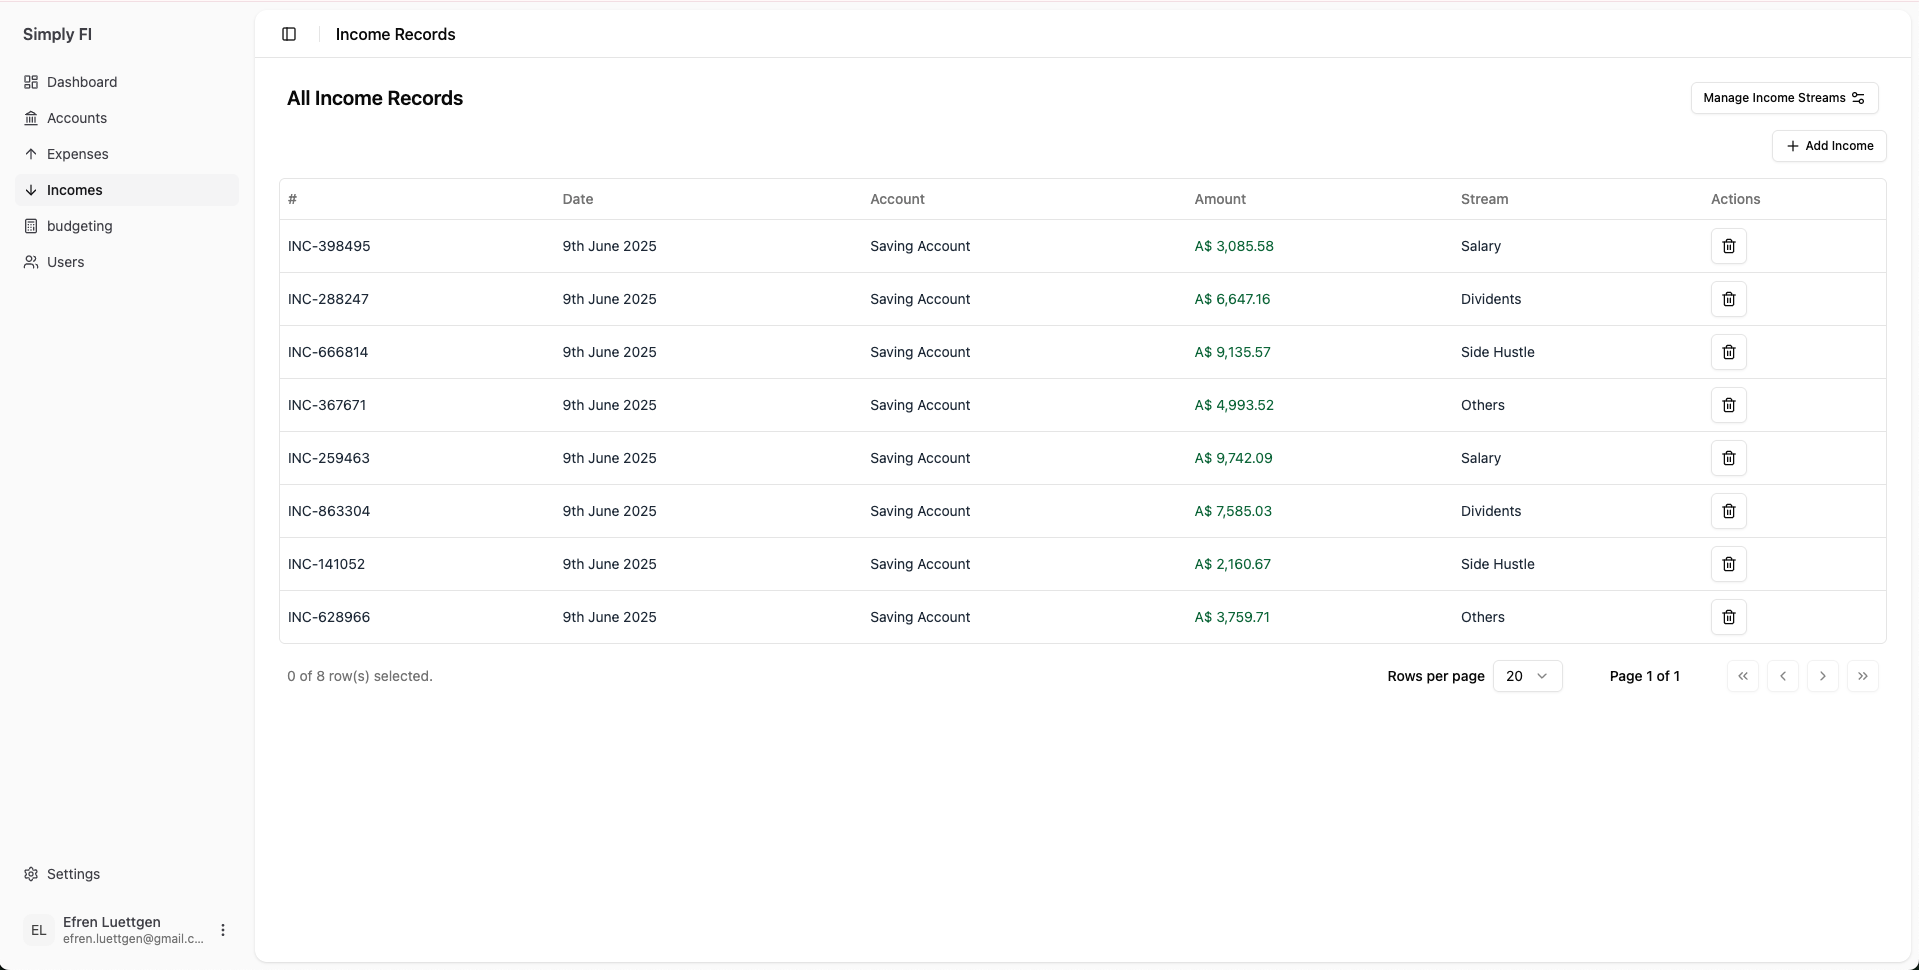 Simply FI
Dashboard
Accounts
Expenses
Incomes
budgeting
Users
Settings
EL
Efren Luettgen
efren.luettgen@gmail.c...
Income Records
All Income Records
Manage Income Streams
Add Income
# Date Account Amount Stream Actions
INC-398495 9th June 2025 Saving Account A$ 3,085.58 Salary
INC-288247 9th June 2025 Saving Account A$ 6,647.16 Dividents
INC-666814 9th June 2025 Saving Account A$ 9,135.57 Side Hustle
INC-367671 9th June 2025 Saving Account A$ 4,993.52 Others
INC-259463 9th June 2025 Saving Account A$ 9,742.09 Salary
INC-863304 9th June 2025 Saving Account A$ 7,585.03 Dividents
INC-141052 9th June 2025 Saving Account A$ 2,160.67 Side Hustle
INC-628966 9th June 2025 Saving Account A$ 3,759.71 Others
0 of 8 row(s) selected. Rows per page 20 Page 1 of 1